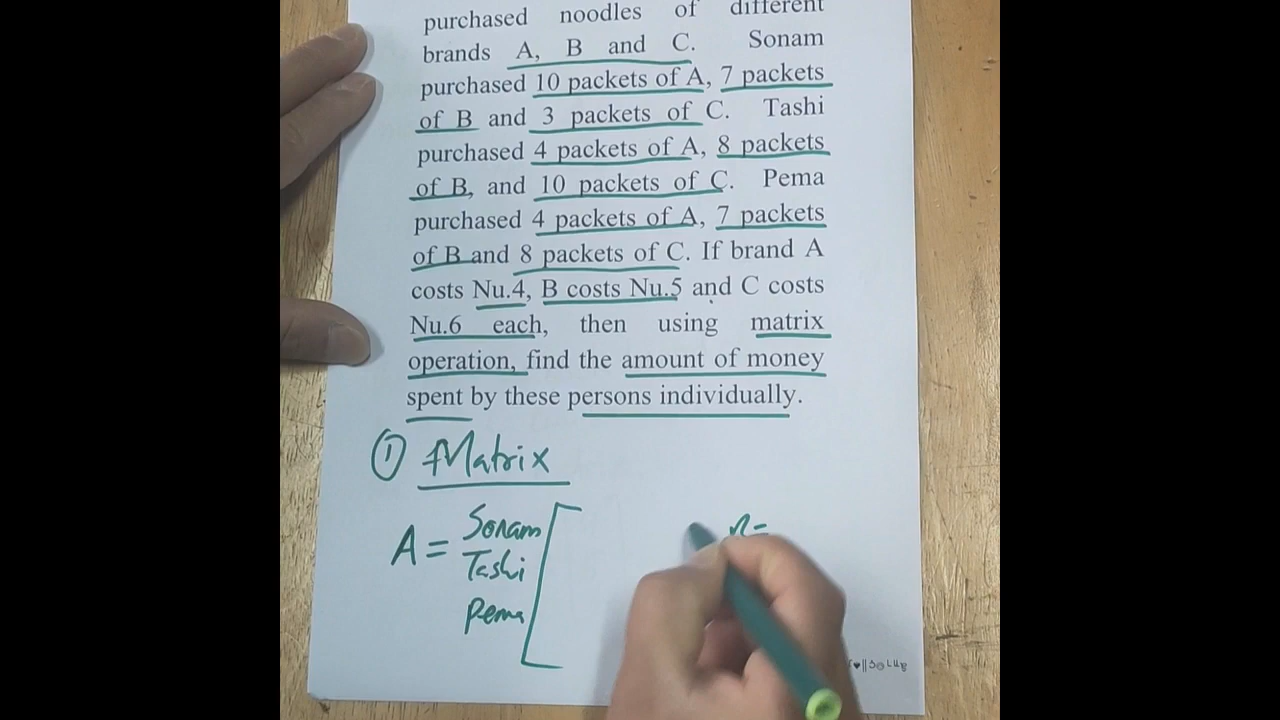 purchased noodles of different
brands A, B and C. Sonam
purchased 10 packets of A, 7 packets
of B and 3 packets of C. Tashi
purchased 4 packets of A, 8 packets
of B, and 10 packets of C. Pema
purchased 4 packets of A, 7 packets
of B and 8 packets of C. If brand A
costs Nu.4, B costs Nu.5 and C costs
Nu.6 each, then using matrix
operation, find the amount of money
spent by these persons individually.
① Matrix
A = Sonam
Tashi
Pema